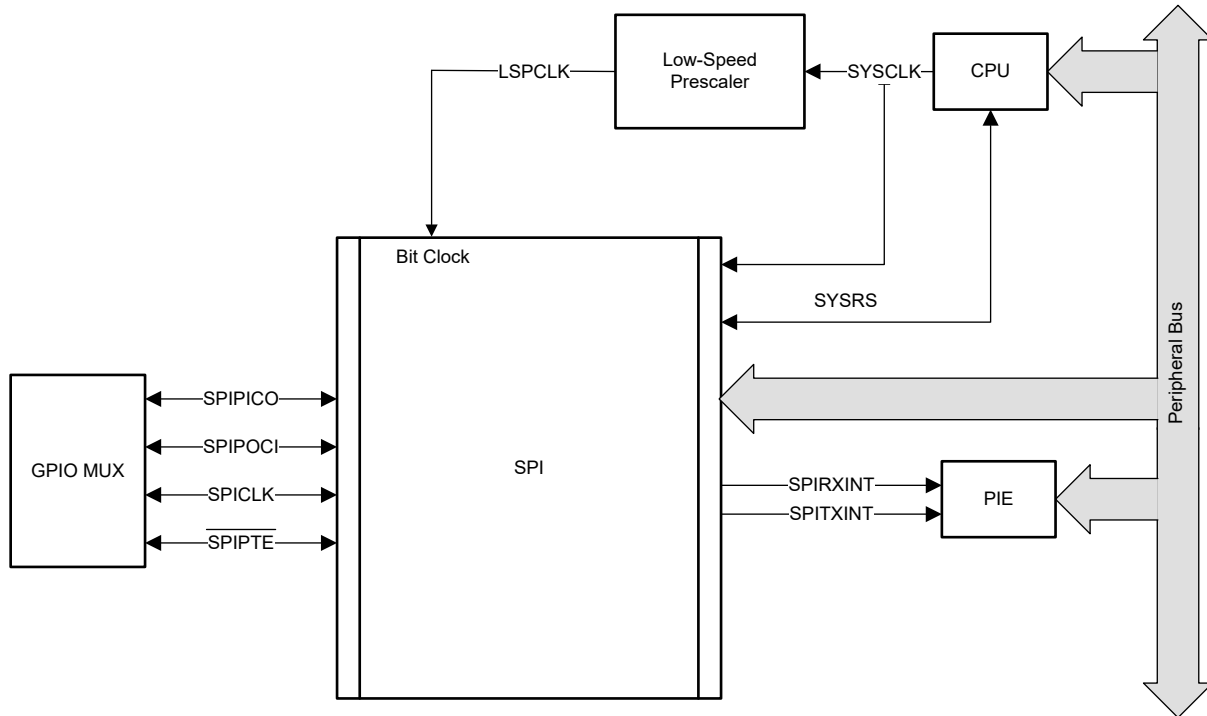 Low-Speed
Prescaler
LSPCLK
SYSCLK
CPU
Bit Clock
SYSRS
Peripheral Bus
GPIO MUX
SPIPICO
SPIPOCI
SPICLK
SPIPTE
SPI
SPIRXINT
SPITXINT
PIE